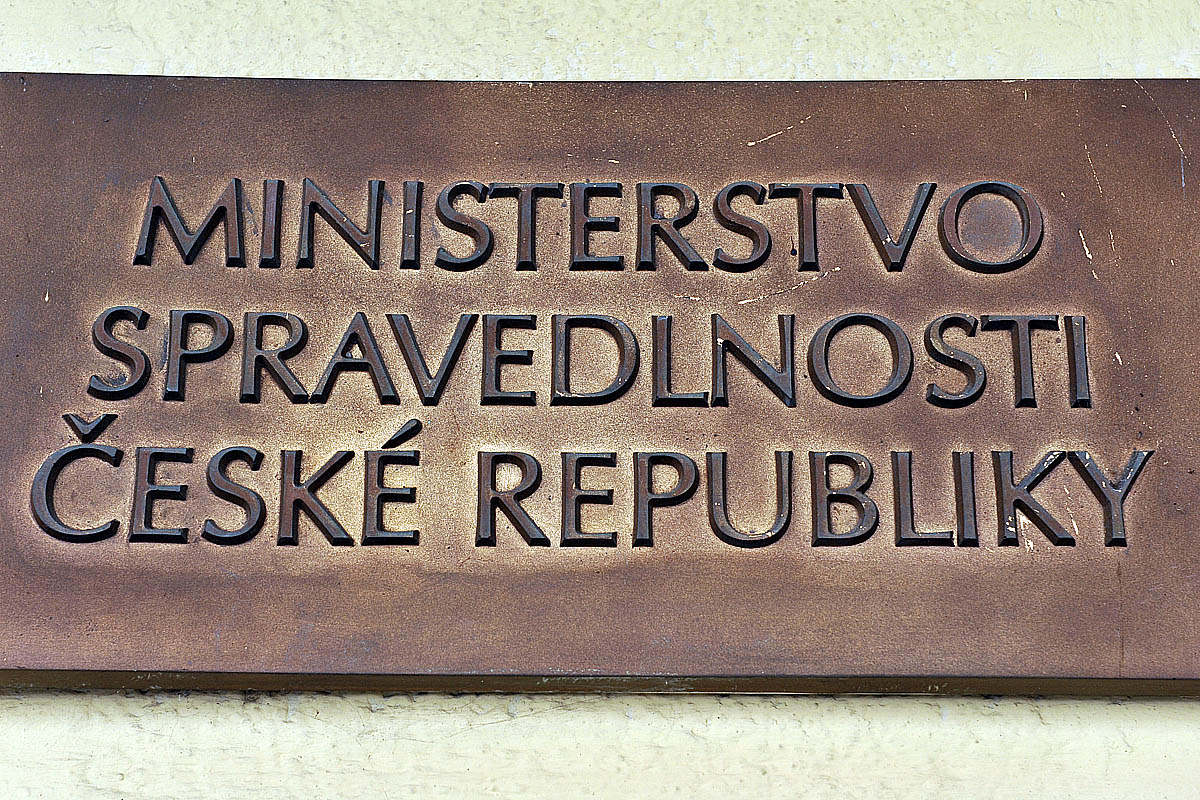 MINISTERSTVO
SPRAVEDLNOSTI
ČESKÉ REPUBLIKY